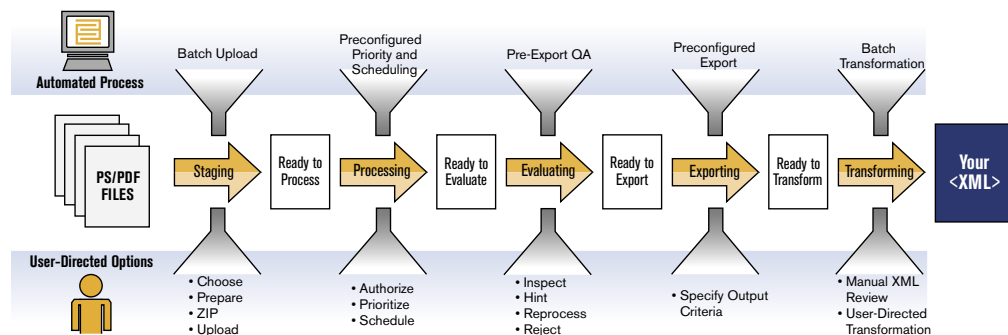 Automated Process
Batch Upload
Preconfigured
Priority and
Scheduling
Pre-Export QA
Preconfigured
Export
Batch
Transformation
PS/PDF
FILES
Staging
Ready to
Process
Processing
Ready to
Evaluate
Evaluating
Ready to
Export
Exporting
Ready to
Transform
Transforming
Your
<XML>
User-Directed Options
• Choose
• Prepare
• ZIP
• Upload
• Authorize
• Prioritize
• Schedule
• Inspect
• Hint
• Reprocess
• Reject
• Specify Output
Criteria
• Manual XML
Review
• User-Directed
Transformation